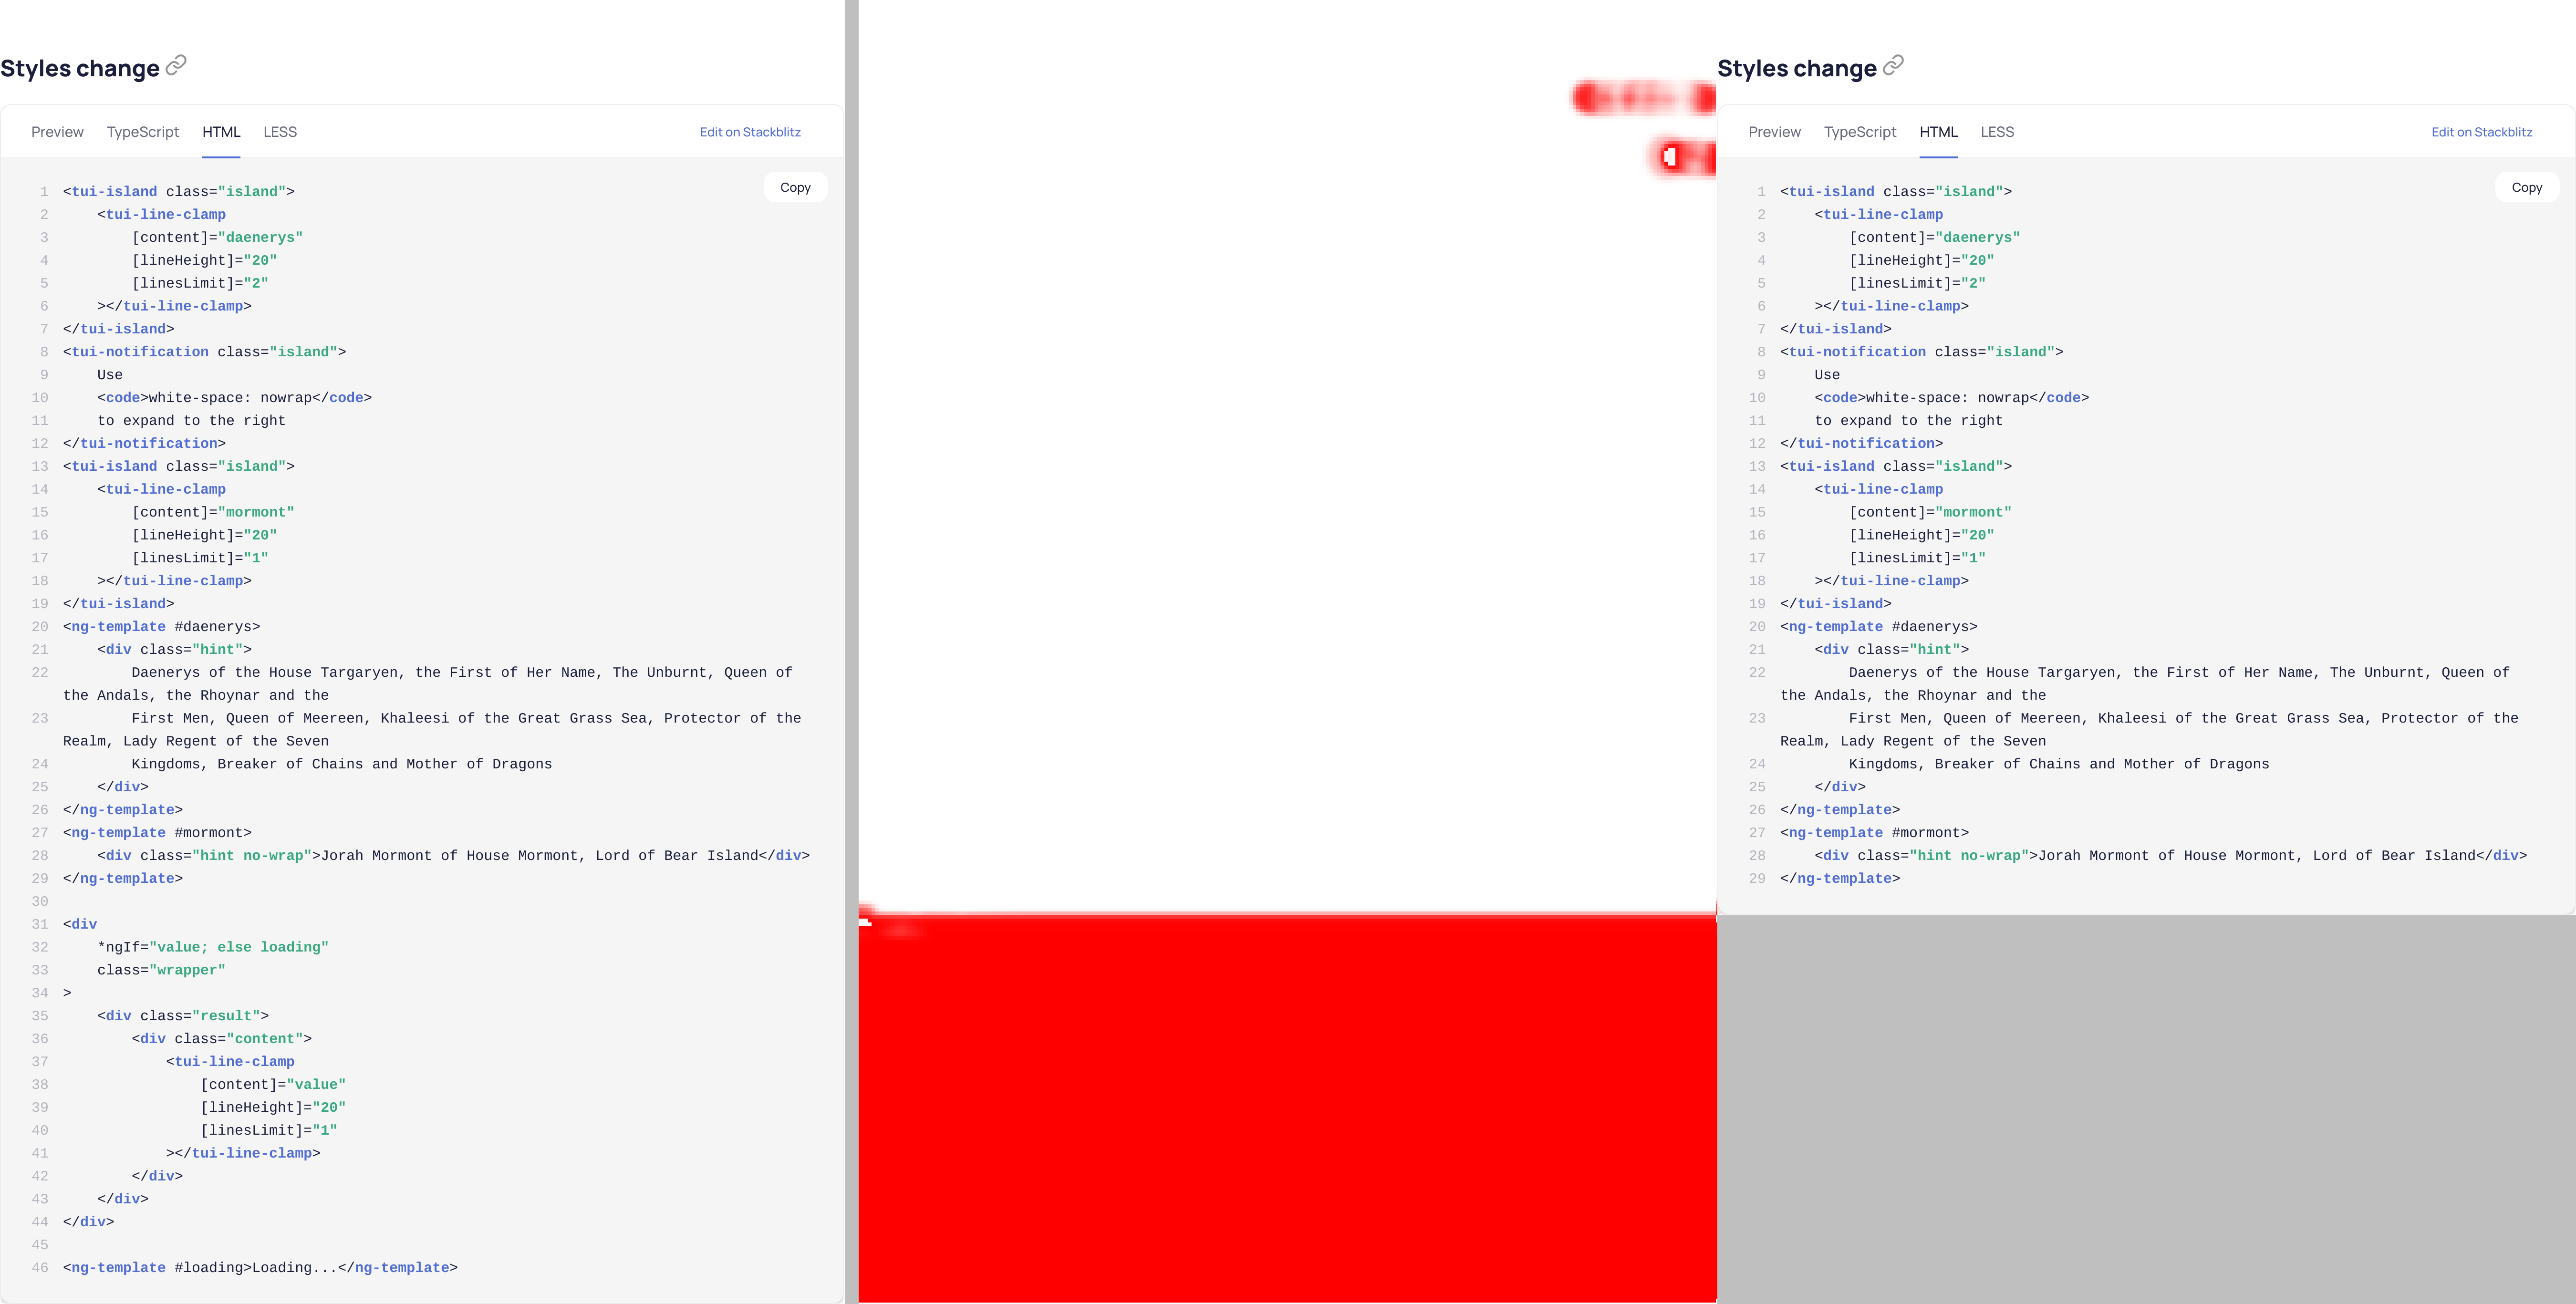 Styles change
Preview TypeScript HTML LESS Edit on Stackblitz
Copy
1 <tui-island class="island">
2     <tui-line-clamp
3         [content]="daenerys"
4         [lineHeight]="20"
5         [linesLimit]="2"
6     ></tui-line-clamp>
7 </tui-island>
8 <tui-notification class="island">
9     Use
10     <code>white-space: nowrap</code>
11     to expand to the right
12 </tui-notification>
13 <tui-island class="island">
14     <tui-line-clamp
15         [content]="mormont"
16         [lineHeight]="20"
17         [linesLimit]="1"
18     ></tui-line-clamp>
19 </tui-island>
20 <ng-template #daenerys>
21     <div class="hint">
22         Daenerys of the House Targaryen, the First of Her Name, The Unburnt, Queen of
the Andals, the Rhoynar and the
23         First Men, Queen of Meereen, Khaleesi of the Great Grass Sea, Protector of the
Realm, Lady Regent of the Seven
24         Kingdoms, Breaker of Chains and Mother of Dragons
25     </div>
26 </ng-template>
27 <ng-template #mormont>
28     <div class="hint no-wrap">Jorah Mormont of House Mormont, Lord of Bear Island</div>
29 </ng-template>
30
31 <div
32     *ngIf="value; else loading"
33     class="wrapper"
34 >
35     <div class="result">
36         <div class="content">
37             <tui-line-clamp
38                 [content]="value"
39                 [lineHeight]="20"
40                 [linesLimit]="1"
41             ></tui-line-clamp>
42         </div>
43     </div>
44 </div>
45
46 <ng-template #loading>Loading...</ng-template>
Styles change
Preview TypeScript HTML LESS Edit on Stackblitz
Copy
1 <tui-island class="island">
2     <tui-line-clamp
3         [content]="daenerys"
4         [lineHeight]="20"
5         [linesLimit]="2"
6     ></tui-line-clamp>
7 </tui-island>
8 <tui-notification class="island">
9     Use
10     <code>white-space: nowrap</code>
11     to expand to the right
12 </tui-notification>
13 <tui-island class="island">
14     <tui-line-clamp
15         [content]="mormont"
16         [lineHeight]="20"
17         [linesLimit]="1"
18     ></tui-line-clamp>
19 </tui-island>
20 <ng-template #daenerys>
21     <div class="hint">
22         Daenerys of the House Targaryen, the First of Her Name, The Unburnt, Queen of
the Andals, the Rhoynar and the
23         First Men, Queen of Meereen, Khaleesi of the Great Grass Sea, Protector of the
Realm, Lady Regent of the Seven
24         Kingdoms, Breaker of Chains and Mother of Dragons
25     </div>
26 </ng-template>
27 <ng-template #mormont>
28     <div class="hint no-wrap">Jorah Mormont of House Mormont, Lord of Bear Island</div>
29 </ng-template>